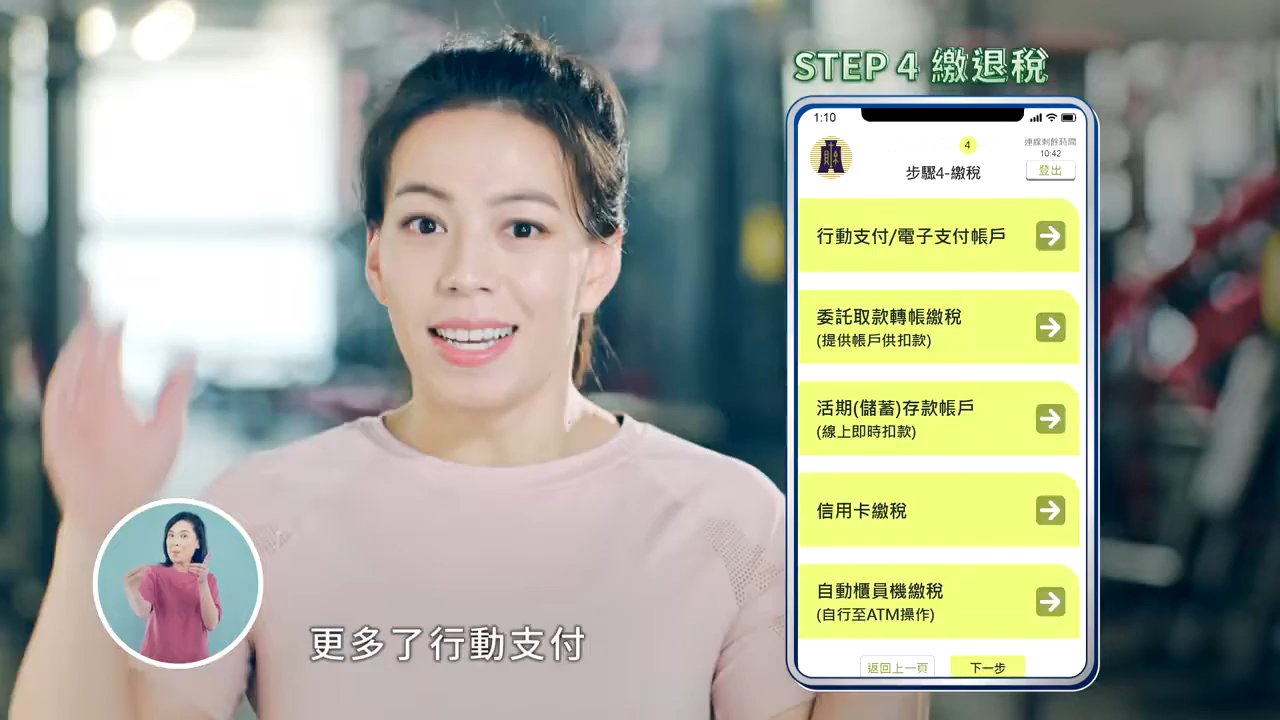 STEP 4 繳退稅
1:10
4
連線剩餘時間
10:42
步驟4-繳稅
登出
行動支付/電子支付帳戶
委託取款轉帳繳稅
(提供帳戶供扣款)
活期(儲蓄)存款帳戶
(線上即時扣款)
信用卡繳稅
自動櫃員機繳稅
(自行至ATM操作)
返回上一頁
下一步
更多了行動支付